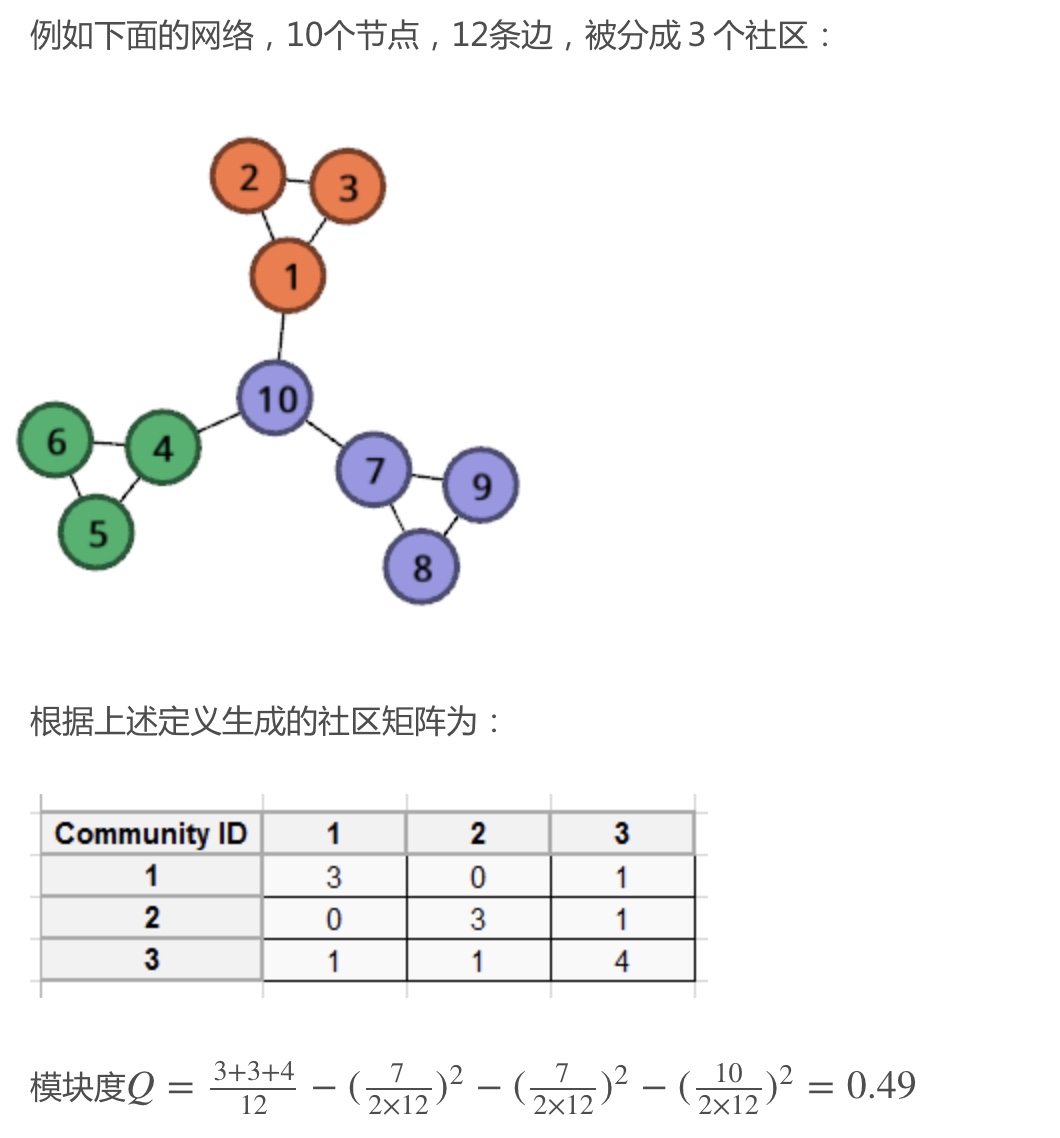 例如下面的网络，10个节点，12条边，被分成 3 个社区：
2
3
1
10
6
4
7
9
5
8
根据上述定义生成的社区矩阵为：
Community ID 1 2 3
1 3 0 1
2 0 3 1
3 1 1 4
模块度Q = \frac{3+3+4}{12} − (\frac{7}{2×12})^2 − (\frac{7}{2×12})^2 − (\frac{10}{2×12})^2 = 0.49